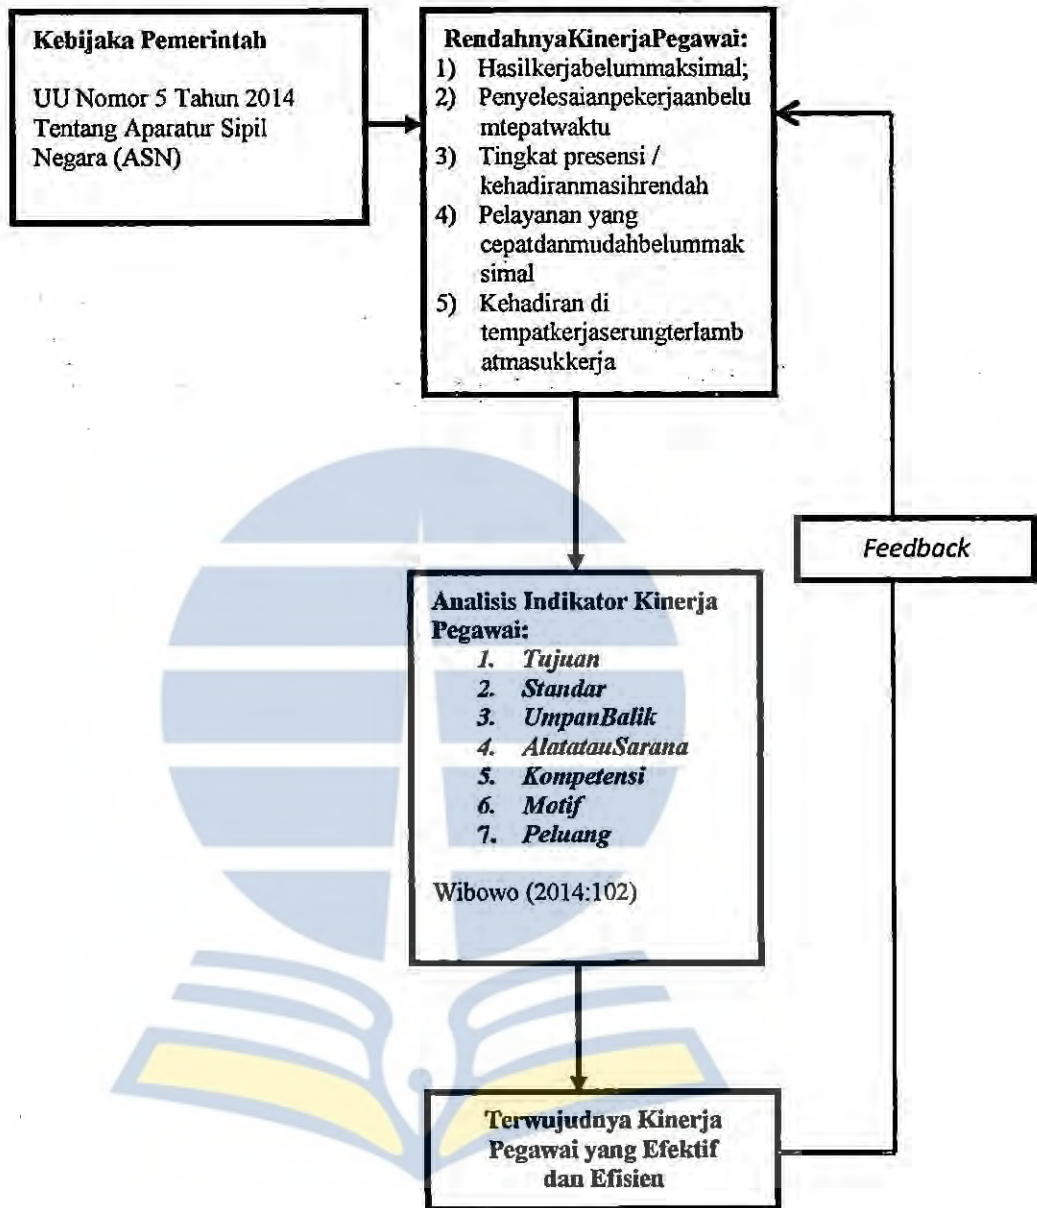 Kebijaka Pemerintah
UU Nomor 5 Tahun 2014
Tentang Aparatur Sipil
Negara (ASN)
RendahnyaKinerjaPegawai:
1) Hasilkerjabelummaksimal;
2) Penyelesaianpekerjaanbelu
mtepatwaktu
3) Tingkat presensi /
kehadiranmasihrendah
4) Pelayanan yang
cepatdanmudahbelummak
simal
5) Kehadiran di
tempatkerjaserungterlamb
atmasukkerja
Feedback
Analisis Indikator Kinerja
Pegawai:
1. Tujuan
2. Standar
3. UmpanBalik
4. AlatatauSarana
5. Kompetensi
6. Motif
7. Peluang
Wibowo (2014:102)
Terwujudnya Kinerja
Pegawai yang Efektif
dan Efisien